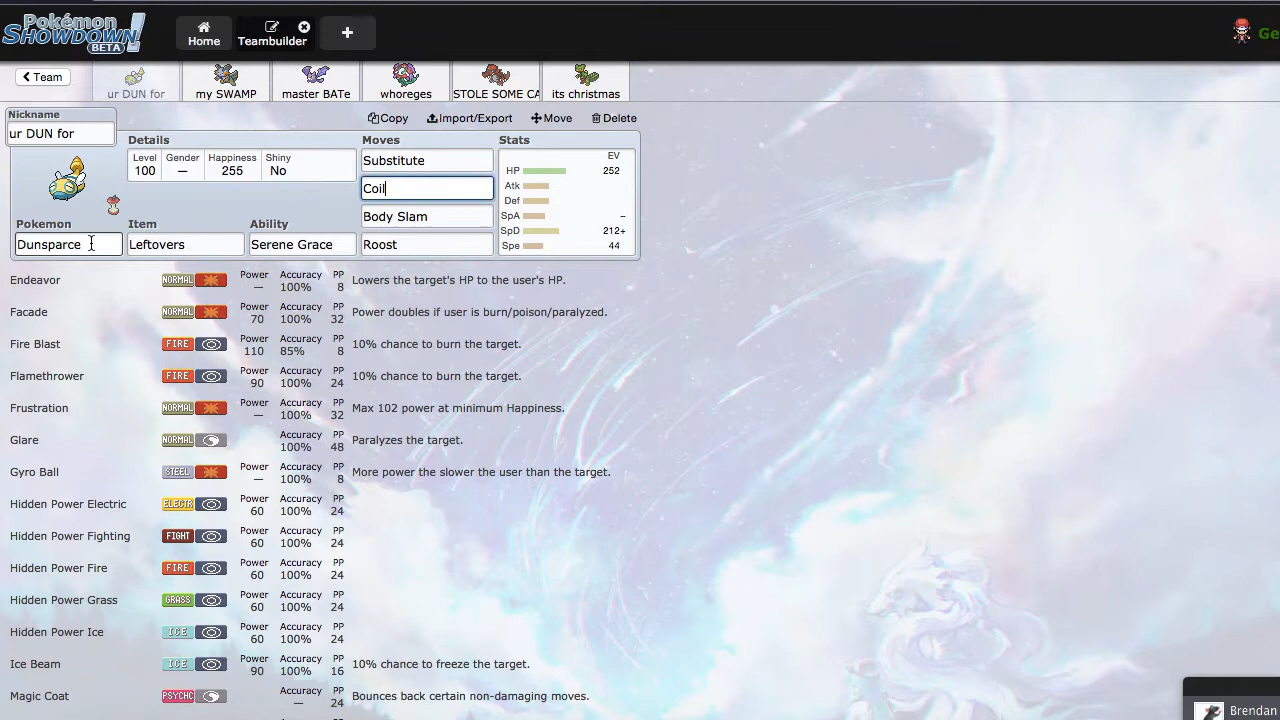 Pokémon
SHOWDOWN!
BETA
Home
Teambuilder
+
Ge
Team
ur DUN for
my SWAMP
master BATe
whoreges
STOLE SOME CA
its christmas
Nickname
ur DUN for
Copy Import/Export Move Delete
Details
Level Gender Happiness Shiny
100 — 255 No
Pokemon
Dunsparce
Item
Leftovers
Ability
Serene Grace
Moves
Substitute
Coil
Body Slam
Roost
Stats
EV
HP 252
Atk
Def
SpA –
SpD 212+
Spe 44
Endeavor NORMAL Power — Accuracy 100% PP 8 Lowers the target's HP to the user's HP.
Facade NORMAL Power 70 Accuracy 100% PP 32 Power doubles if user is burn/poison/paralyzed.
Fire Blast FIRE Power 110 Accuracy 85% PP 8 10% chance to burn the target.
Flamethrower FIRE Power 90 Accuracy 100% PP 24 10% chance to burn the target.
Frustration NORMAL Power — Accuracy 100% PP 32 Max 102 power at minimum Happiness.
Glare NORMAL Accuracy 100% PP 48 Paralyzes the target.
Gyro Ball STEEL Power — Accuracy 100% PP 8 More power the slower the user than the target.
Hidden Power Electric ELECTR Power 60 Accuracy 100% PP 24
Hidden Power Fighting FIGHT Power 60 Accuracy 100% PP 24
Hidden Power Fire FIRE Power 60 Accuracy 100% PP 24
Hidden Power Grass GRASS Power 60 Accuracy 100% PP 24
Hidden Power Ice ICE Power 60 Accuracy 100% PP 24
Ice Beam ICE Power 90 Accuracy 100% PP 16 10% chance to freeze the target.
Magic Coat PSYCHC Accuracy — PP 24 Bounces back certain non-damaging moves.
Brendan